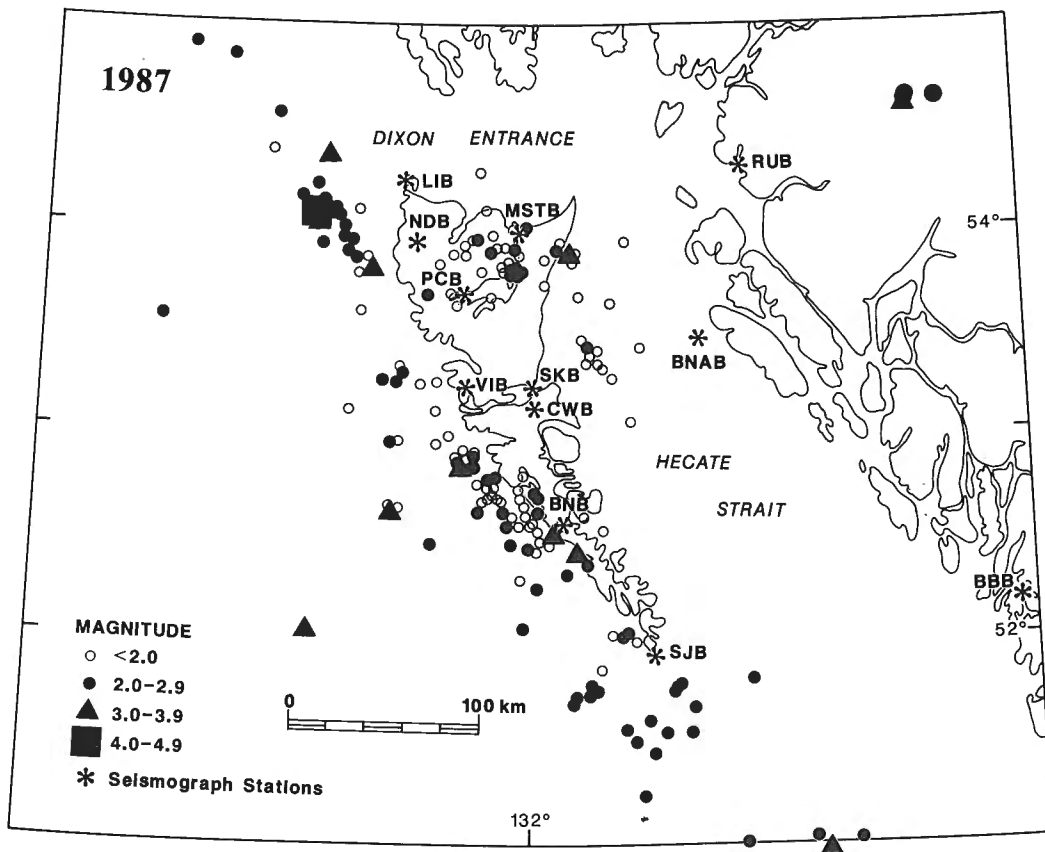 1987
DIXON ENTRANCE
RUB
LIB
MSTB
54°
NDB
PCB
BNAB
VIB
SKB
CWB
HECATE
STRAIT
BNB
BBB
52°
SJB
MAGNITUDE
<2.0
2.0–2.9
3.0–3.9
4.0–4.9
Seismograph Stations
0 100 km
132°